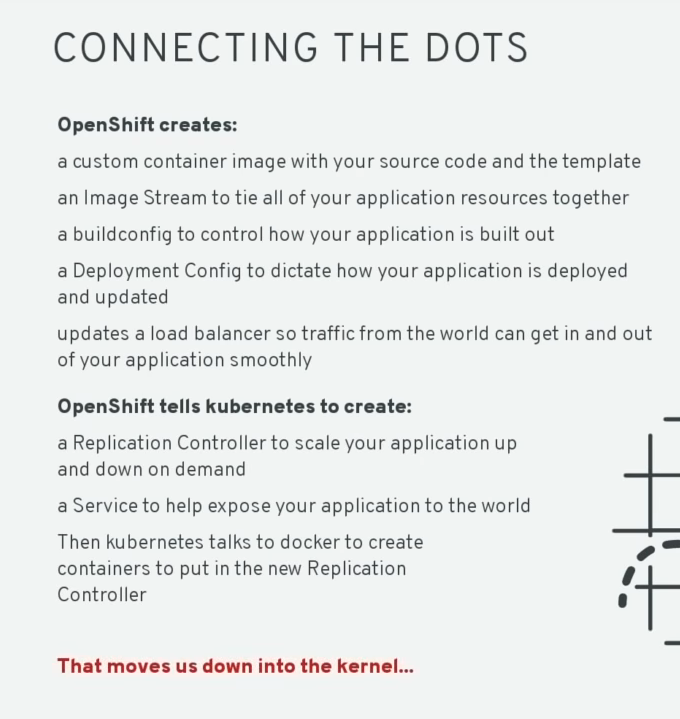 CONNECTING THE DOTS
OpenShift creates:
a custom container image with your source code and the template
an Image Stream to tie all of your application resources together
a buildconfig to control how your application is built out
a Deployment Config to dictate how your application is deployed
and updated
updates a load balancer so traffic from the world can get in and out
of your application smoothly
OpenShift tells kubernetes to create:
a Replication Controller to scale your application up
and down on demand
a Service to help expose your application to the world
Then kubernetes talks to docker to create
containers to put in the new Replication
Controller
That moves us down into the kernel...